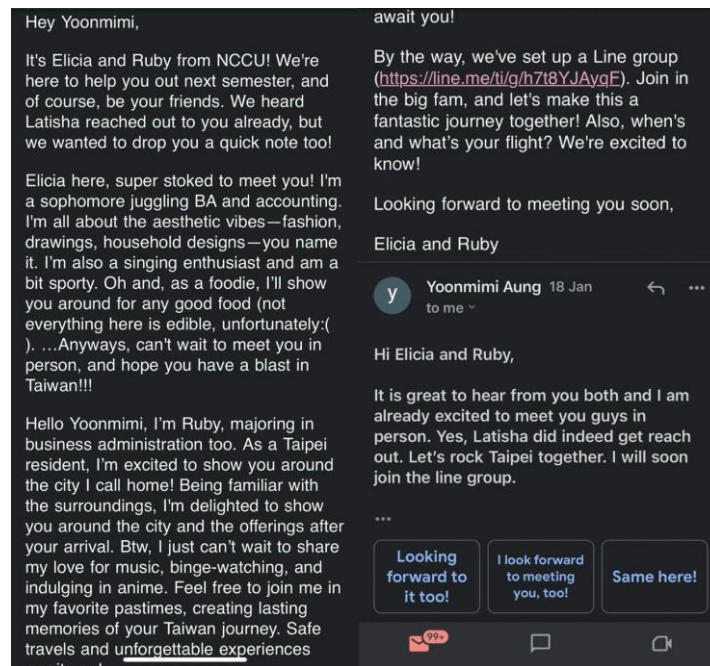 Hey Yoonmimi,
It's Elicia and Ruby from NCCU! We're
here to help you out next semester, and
of course, be your friends. We heard
Latisha reached out to you already, but
we wanted to drop you a quick note too!
Elicia here, super stoked to meet you! I'm
a sophomore juggling BA and accounting.
I'm all about the aesthetic vibes—fashion,
drawings, household designs—you name
it. I'm also a singing enthusiast and am a
bit sporty. Oh and, as a foodie, I'll show
you around for any good food (not
everything here is edible, unfortunately:(
). ...Anyways, can't wait to meet you in
person, and hope you have a blast in
Taiwan!!!
Hello Yoonmimi, I'm Ruby, majoring in
business administration too. As a Taipei
resident, I'm excited to show you around
the city I call home! Being familiar with
the surroundings, I'm delighted to show
you around the city and the offerings after
your arrival. Btw, I just can't wait to share
my love for music, binge-watching, and
indulging in anime. Feel free to join me in
my favorite pastimes, creating lasting
memories of your Taiwan journey. Safe
travels and unforgettable experiences
await you!
By the way, we've set up a Line group
(https://line.me/ti/g/h7t8YJAyqF). Join in
the big fam, and let's make this a
fantastic journey together! Also, when's
and what's your flight? We're excited to
know!
Looking forward to meeting you soon,
Elicia and Ruby
y
Yoonmimi Aung 18 Jan
to me
Hi Elicia and Ruby,
It is great to hear from you both and I am
already excited to meet you guys in
person. Yes, Latisha did indeed get reach
out. Let's rock Taipei together. I will soon
join the line group.
Looking
forward to
it too!
I look forward
to meeting
you, too!
Same here!
99+